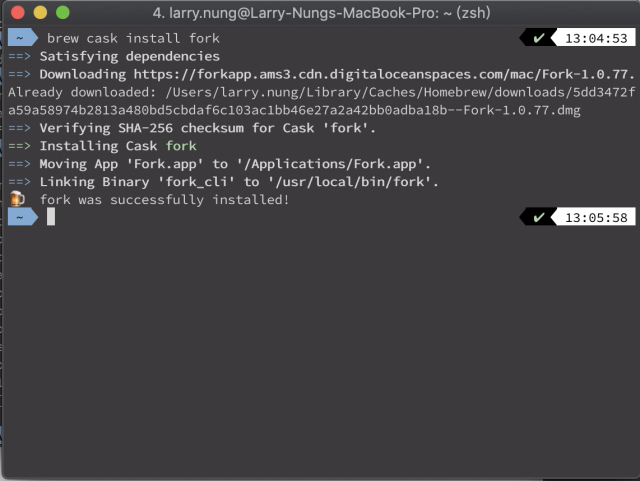 4. larry.nung@Larry-Nungs-MacBook-Pro: ~ (zsh)
~ brew cask install fork ✔ 13:04:53
==> Satisfying dependencies
==> Downloading https://forkapp.ams3.cdn.digitaloceanspaces.com/mac/Fork-1.0.77.
Already downloaded: /Users/larry.nung/Library/Caches/Homebrew/downloads/5dd3472f
a59a58974b2813a480bd5cbdaf6c103ac1bb46e27a2a42bb0adba18b--Fork-1.0.77.dmg
==> Verifying SHA-256 checksum for Cask 'fork'.
==> Installing Cask fork
==> Moving App 'Fork.app' to '/Applications/Fork.app'.
==> Linking Binary 'fork_cli' to '/usr/local/bin/fork'.
🍺 fork was successfully installed!
~ ✔ 13:05:58